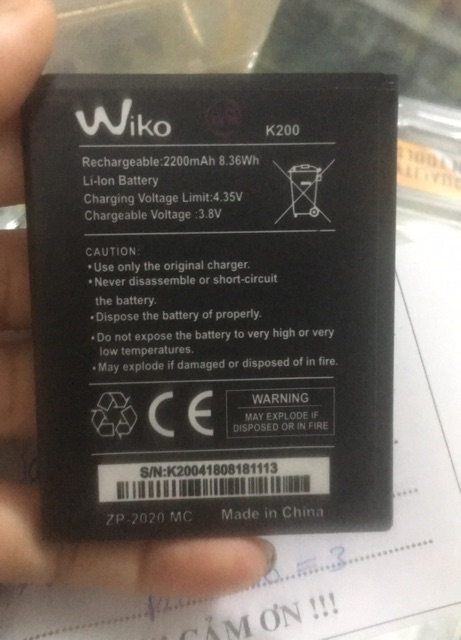 Wiko
K200
Rechargeable:2200mAh 8.36Wh
Li-Ion Battery
Charging Voltage Limit:4.35V
Chargeable Voltage :3.8V
CAUTION:
•Use only the original charger.
•Never disassemble or short-circuit
the battery.
•Dispose the battery of properly.
•Do not expose the battery to very high or very
low temperatures.
•May explode if damaged or disposed of in fire.
CE
WARNING
MAY EXPLODE IF
DISPOSED OR IN FIRE
S/N:K20041808181113
ZP-2020 MC Made in China
= 3
CẢM ƠN !!!